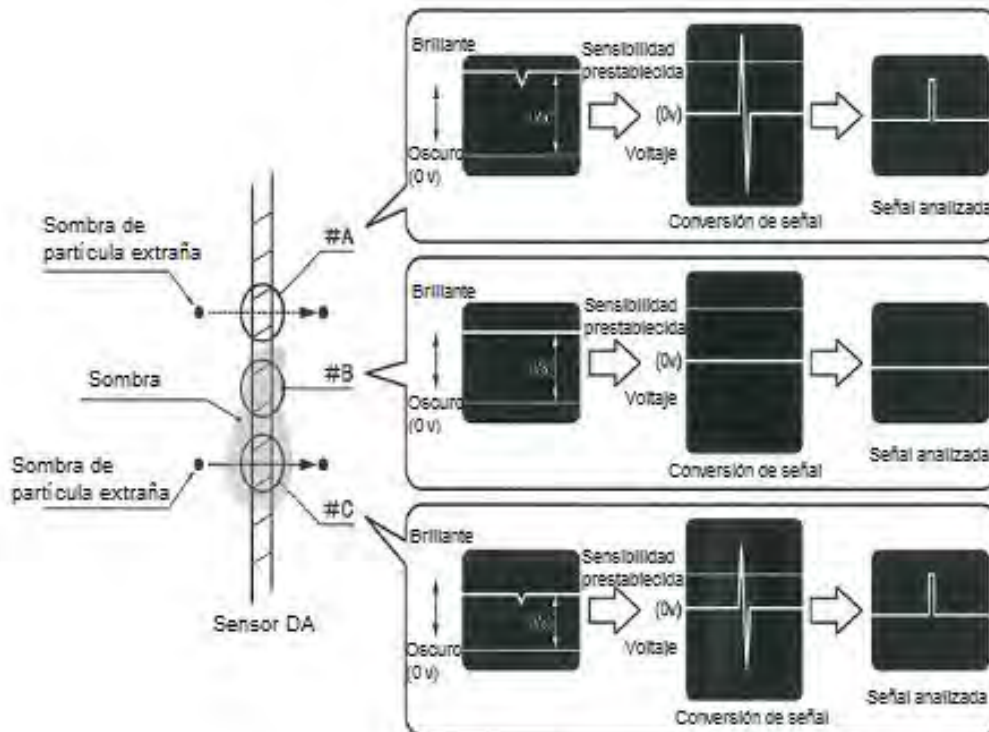 Brillante
Oscuro
(0 v)
Sensibilidad
prestablecida
(0v)
Voltaje
Conversión de señal
Señal analizada
Sombra de
partícula extraña
#A
Brillante
Oscuro
(0 v)
Sensibilidad
prestablecida
(0v)
Voltaje
Conversión de señal
Señal analizada
Sombra
#B
Sombra de
partícula extraña
#C
Sensor DA
Brillante
Oscuro
(0 v)
Sensibilidad
prestablecida
(0v)
Voltaje
Conversión de señal
Señal analizada